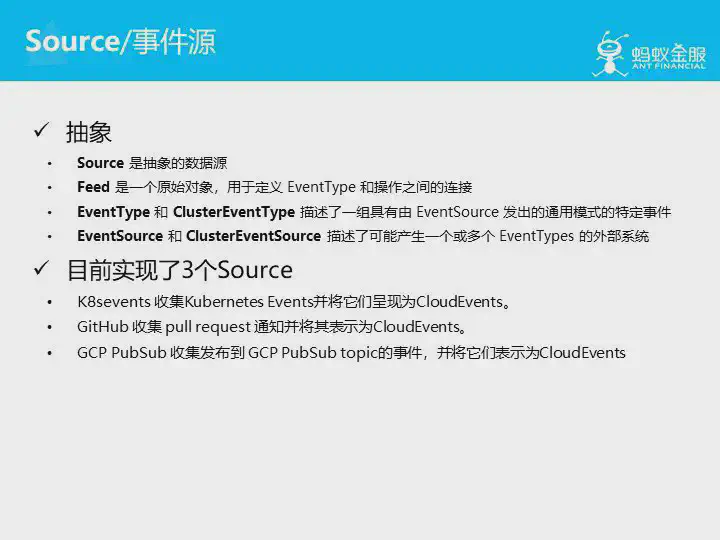 Source/事件源
蚂蚁金服
ANT FINANCIAL
✓ 抽象
• Source 是抽象的数据源
• Feed 是一个原始对象，用于定义 EventType 和操作之间的连接
• EventType 和 ClusterEventType 描述了一组具有由 EventSource 发出的通用模式的特定事件
• EventSource 和 ClusterEventSource 描述了可能产生一个或多个 EventTypes 的外部系统
✓ 目前实现了3个Source
• K8sevents 收集Kubernetes Events并将它们呈现为CloudEvents。
• GitHub 收集 pull request 通知并将其表示为CloudEvents。
• GCP PubSub 收集发布到 GCP PubSub topic的事件，并将它们表示为CloudEvents